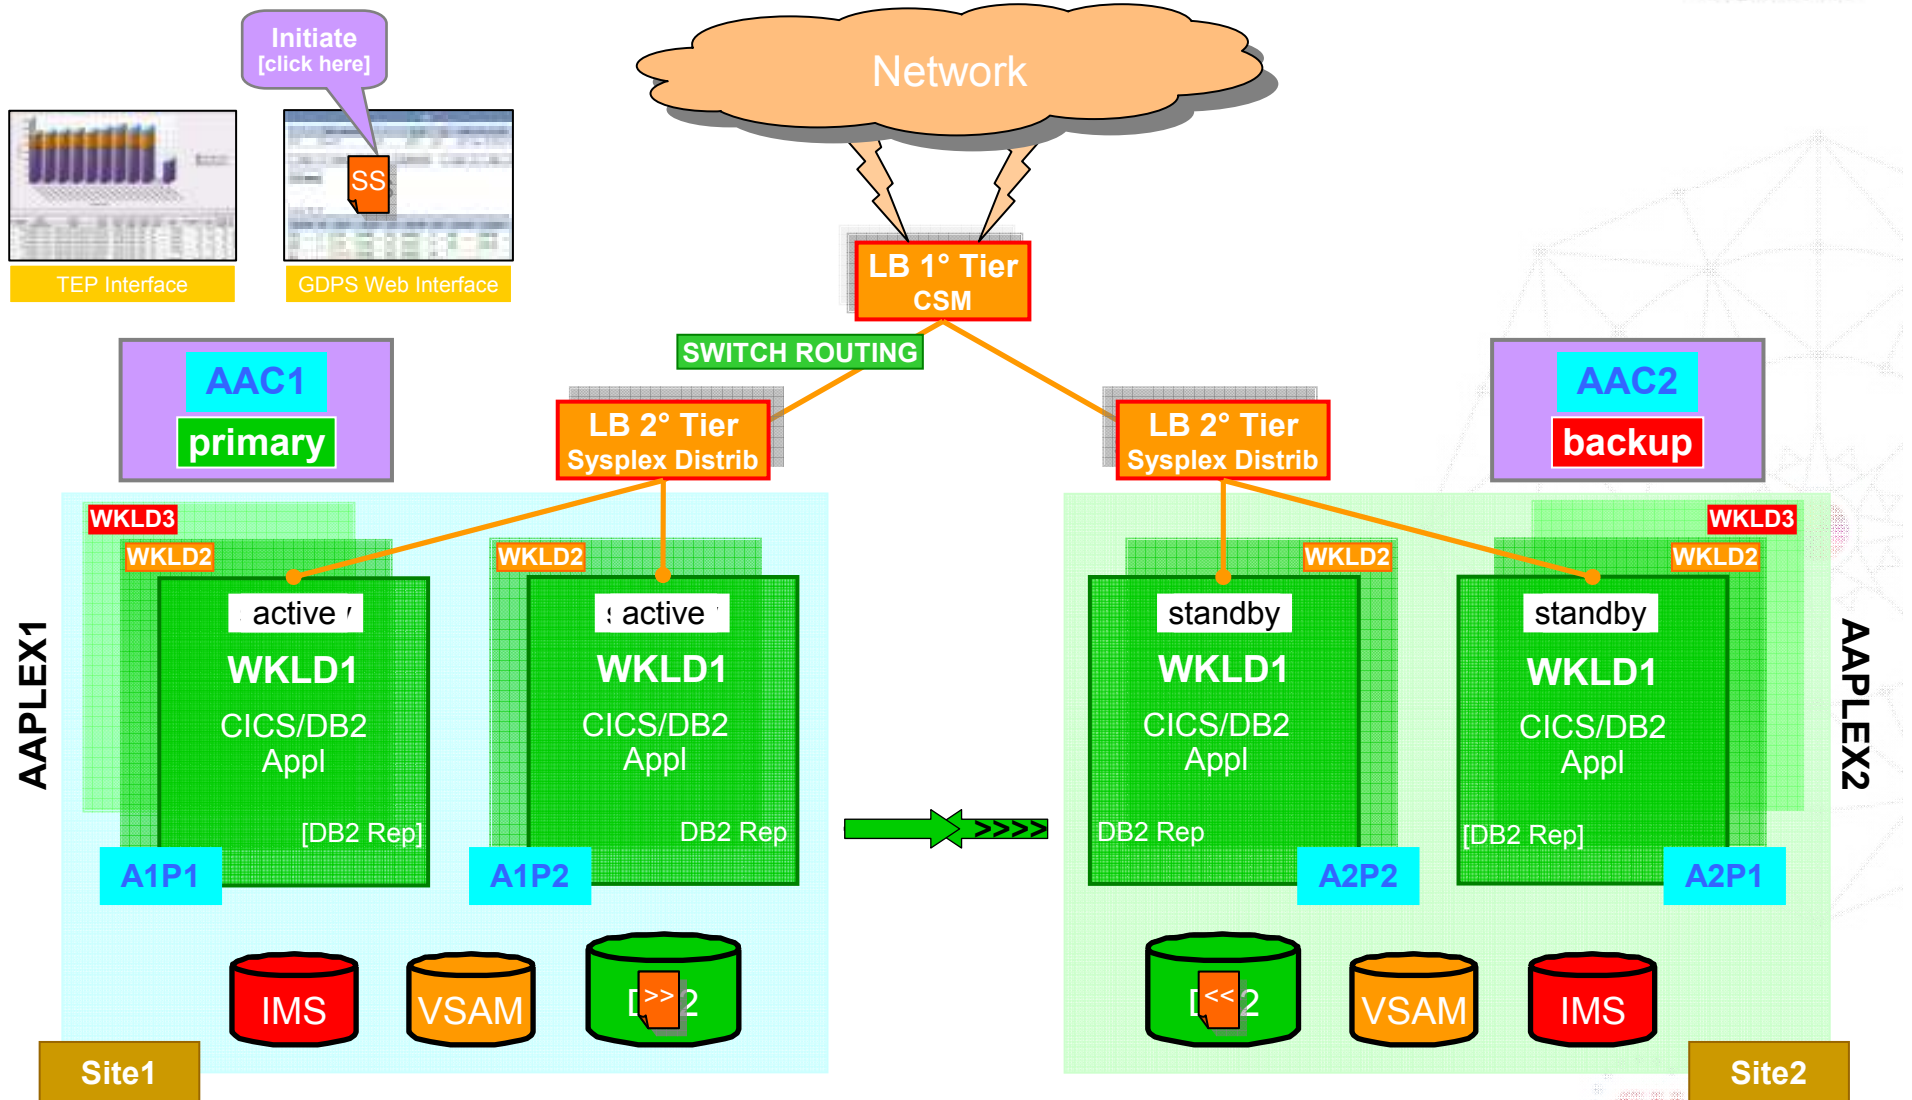 Initiate
[click here]
Network
SS
TEP Interface
GDPS Web Interface
LB 1° Tier
CSM
SWITCH ROUTING
AAC1
primary
LB 2° Tier
Sysplex Distrib
LB 2° Tier
Sysplex Distrib
AAC2
backup
AAPLEX1
WKLD3
WKLD2
active
WKLD1
CICS/DB2
Appl
[DB2 Rep]
A1P1
WKLD2
active
WKLD1
CICS/DB2
Appl
DB2 Rep
A1P2
>>>>
WKLD2
standby
WKLD1
CICS/DB2
Appl
DB2 Rep
A2P2
WKLD3
WKLD2
standby
WKLD1
CICS/DB2
Appl
[DB2 Rep]
A2P1
AAPLEX2
IMS
VSAM
>>
<<
VSAM
IMS
Site1
Site2